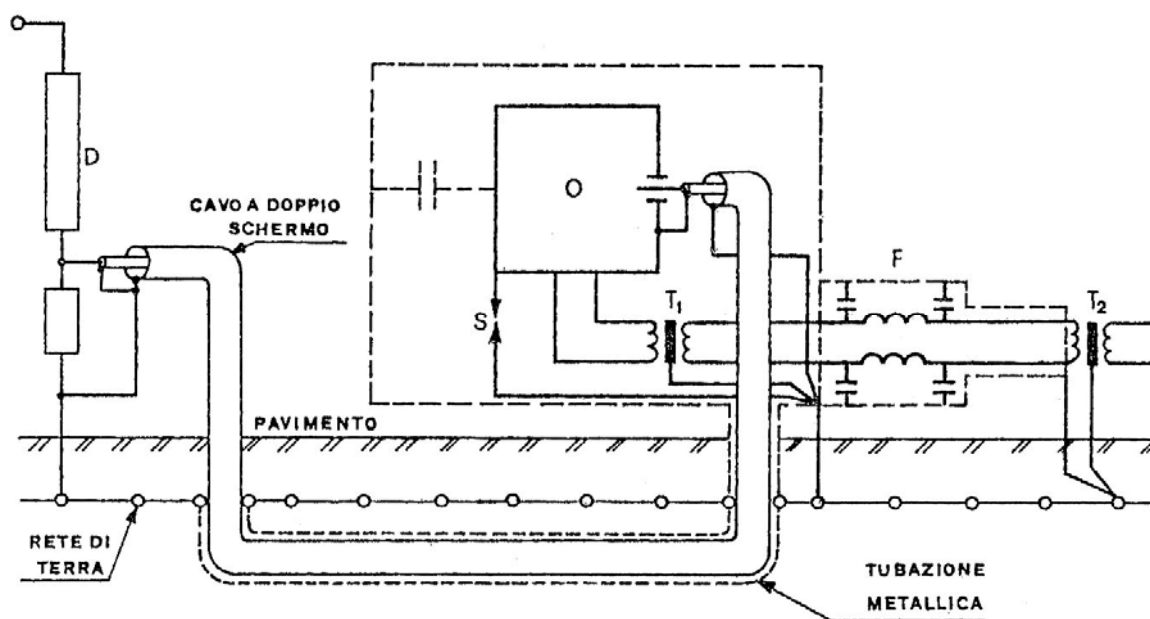 D
CAVO A DOPPIO
SCHERMO
O
S
T1
F
T2
PAVIMENTO
RETE DI
TERRA
TUBAZIONE
METALLICA